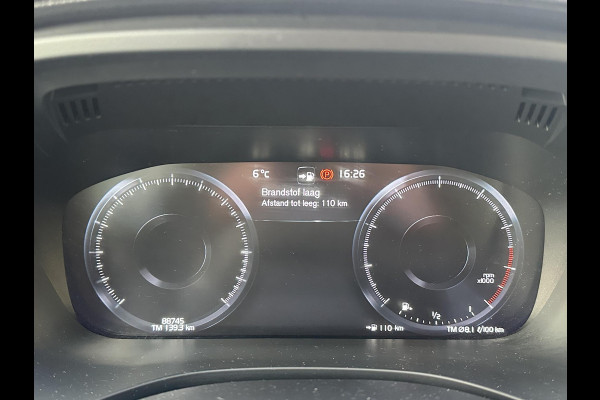 6°C P 16:26
Brandstof laag
Afstand tot leeg: 110 km
rpm
x1000
1/2
88745
TM 139.3 km
110 km
TM Ø8.1 ℓ/100 km